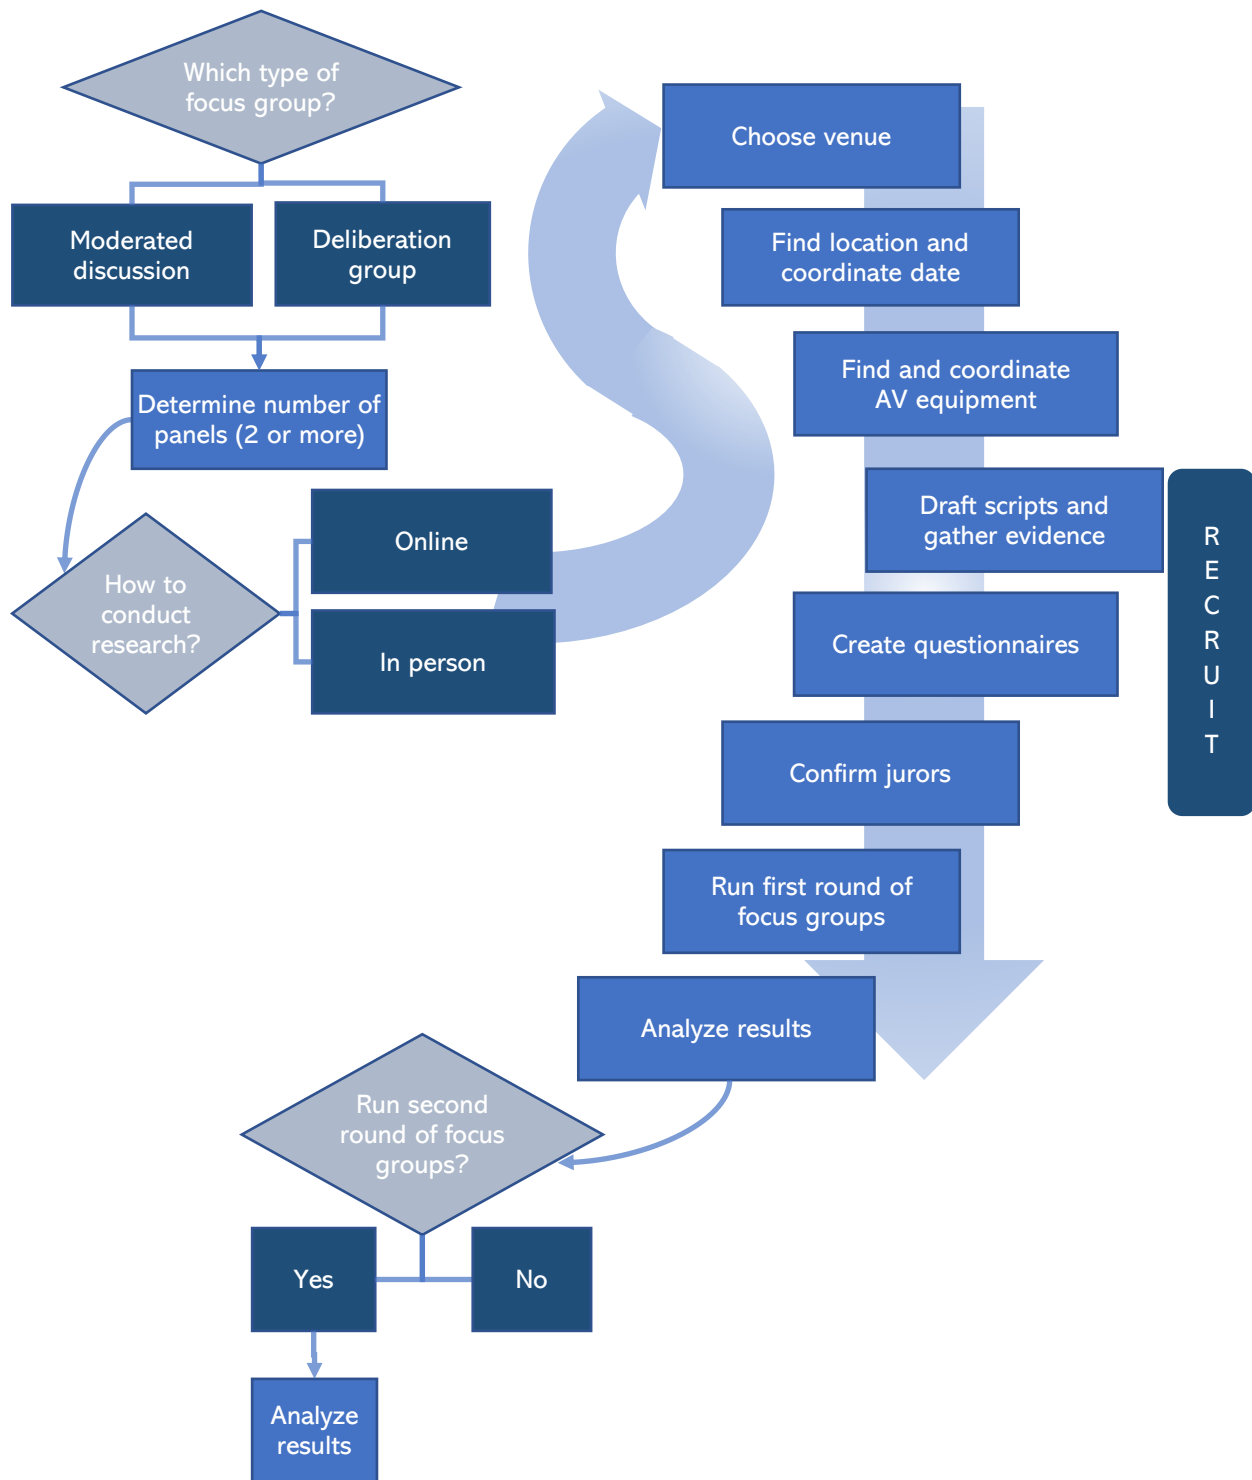 Which type of
focus group?
Moderated
discussion
Deliberation
group
Determine number of
panels (2 or more)
How to
conduct
research?
Online
In person
Choose venue
Find location and
coordinate date
Find and coordinate
AV equipment
Draft scripts and
gather evidence
Create questionnaires
Confirm jurors
Run first round of
focus groups
Analyze results
R
E
C
R
U
I
T
Run second
round of focus
groups?
Yes
No
Analyze
results